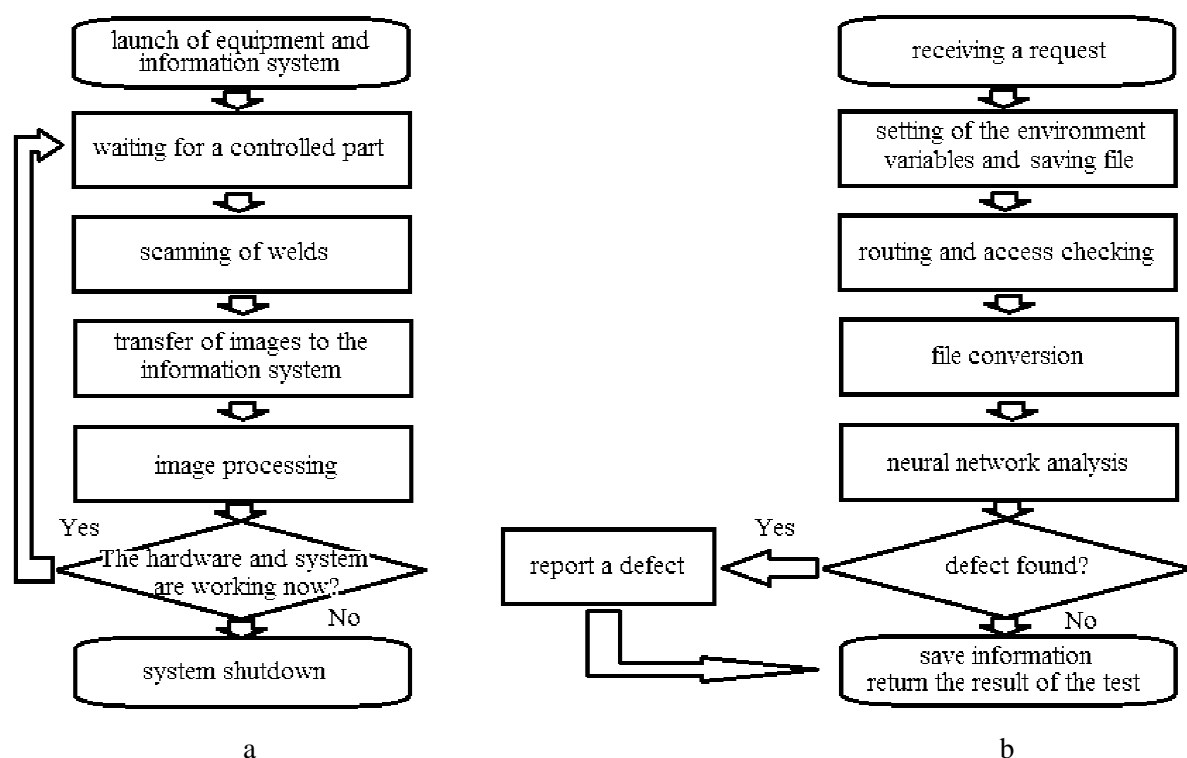 launch of equipment and
information system
waiting for a controlled part
scanning of welds
transfer of images to the
information system
image processing
Yes
The hardware and system
are working now?
No
system shutdown
a
receiving a request
setting of the environment
variables and saving file
routing and access checking
file conversion
neural network analysis
defect found?
Yes
report a defect
No
save information
return the result of the test
b